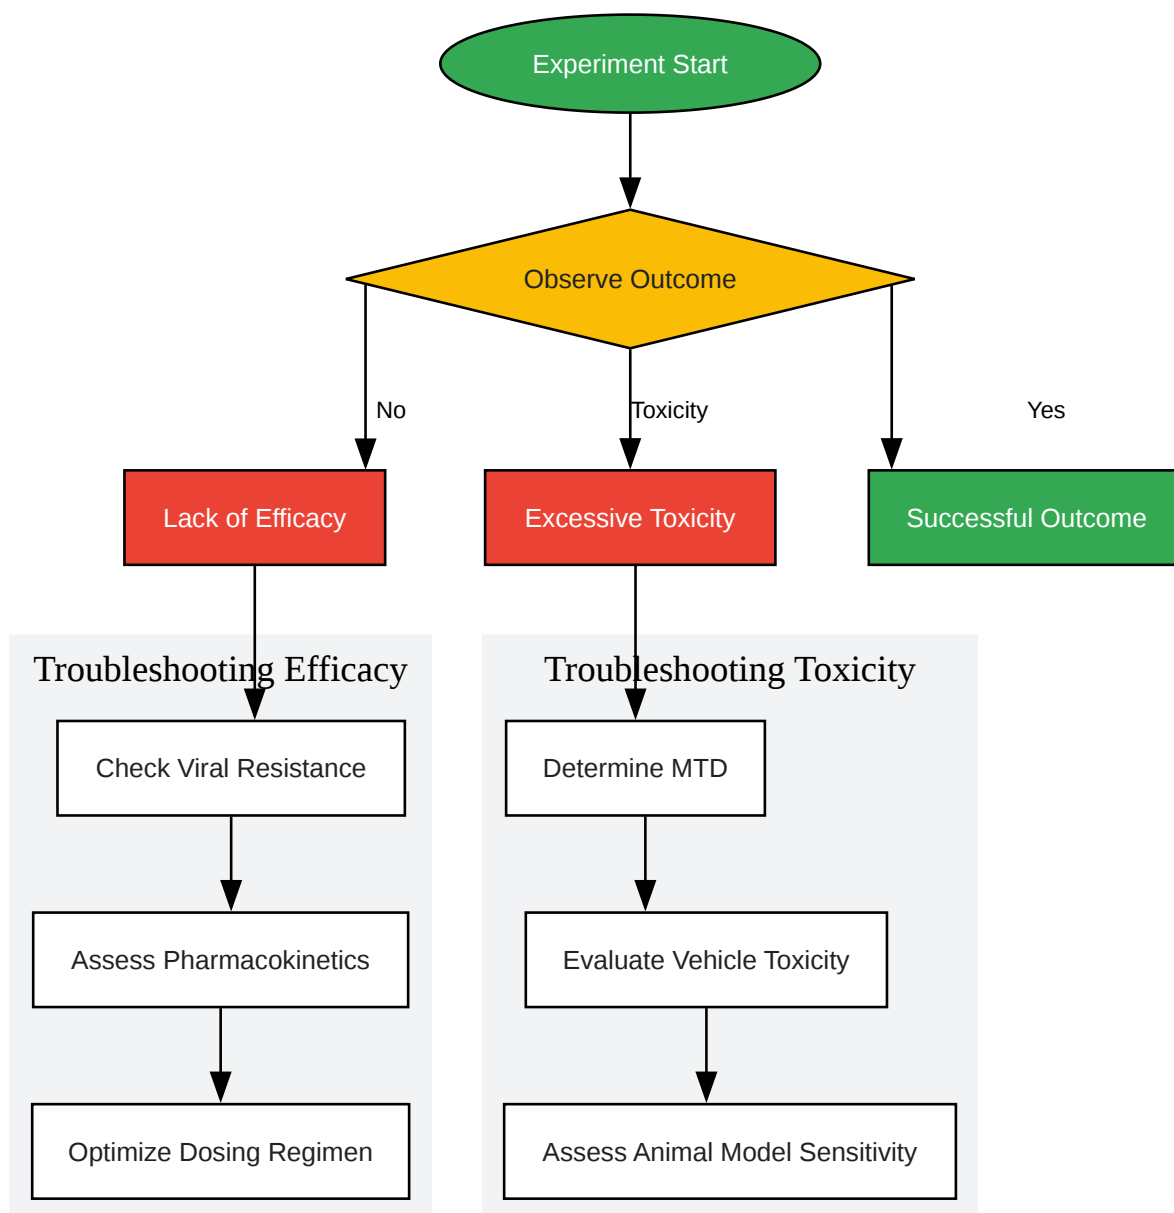 Experiment Start
Observe Outcome
No
Toxicity
Yes
Lack of Efficacy
Excessive Toxicity
Successful Outcome
Troubleshooting Efficacy
Troubleshooting Toxicity
Check Viral Resistance
Determine MTD
Assess Pharmacokinetics
Evaluate Vehicle Toxicity
Optimize Dosing Regimen
Assess Animal Model Sensitivity